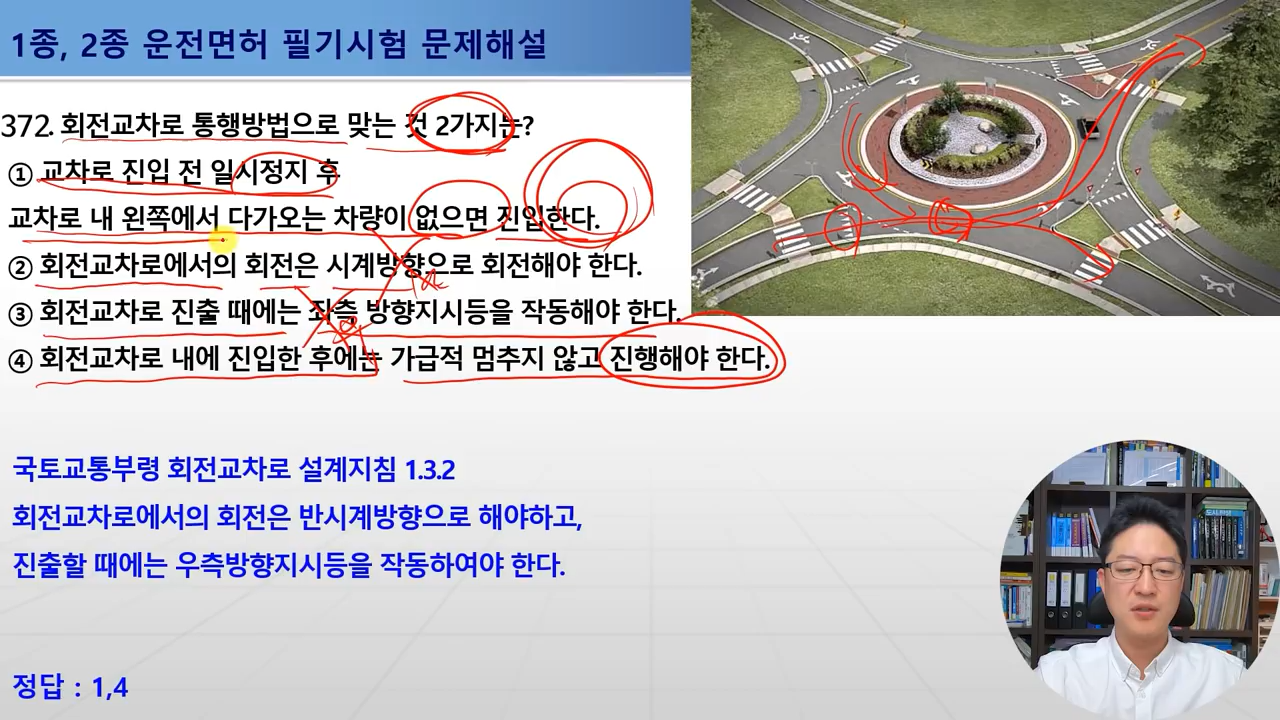 1종, 2종 운전면허 필기시험 문제해설
372. 회전교차로 통행방법으로 맞는 것 2가지는?
① 교차로 진입 전 일시정지 후
교차로 내 왼쪽에서 다가오는 차량이 없으면 진입한다.
② 회전교차로에서의 회전은 시계방향으로 회전해야 한다.
③ 회전교차로 진출 때에는 좌측 방향지시등을 작동해야 한다.
④ 회전교차로 내에 진입한 후에는 가급적 멈추지 않고 진행해야 한다.
국토교통부령 회전교차로 설계지침 1.3.2
회전교차로에서의 회전은 반시계방향으로 해야하고,
진출할 때에는 우측방향지시등을 작동하여야 한다.
정답 : 1,4